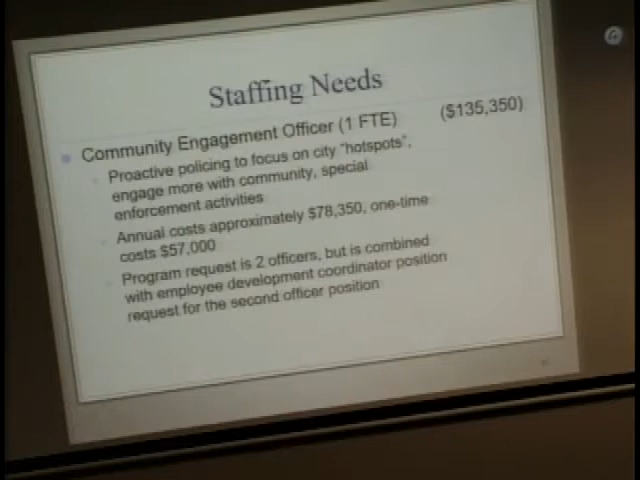 Staffing Needs
Community Engagement Officer (1 FTE) ($135,350)
Proactive policing to focus on city "hotspots",
engage more with community, special
enforcement activities
Annual costs approximately $78,350, one-time
costs $57,000
Program request is 2 officers, but is combined
with employee development coordinator position
request for the second officer position